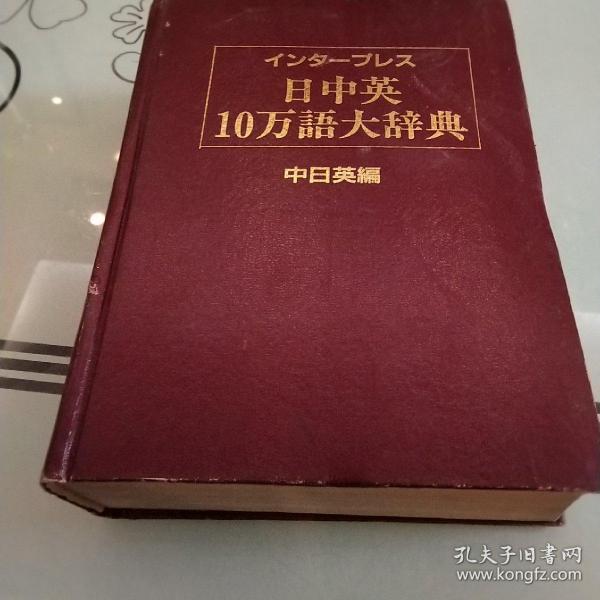 インタープレス
日中英
10万語大辞典
中日英編
孔夫子旧书网
www.kongfz.com